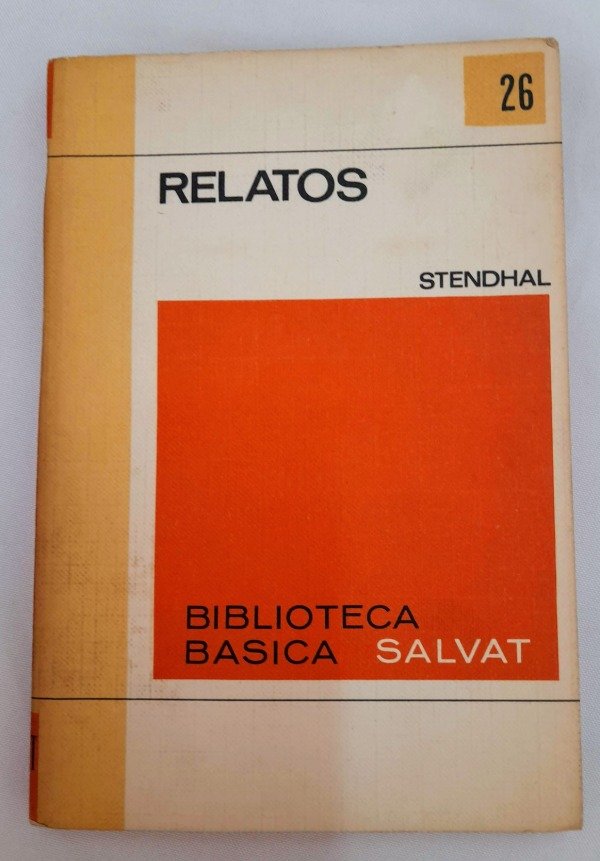 26
RELATOS
STENDHAL
BIBLIOTECA
BASICA SALVAT
T